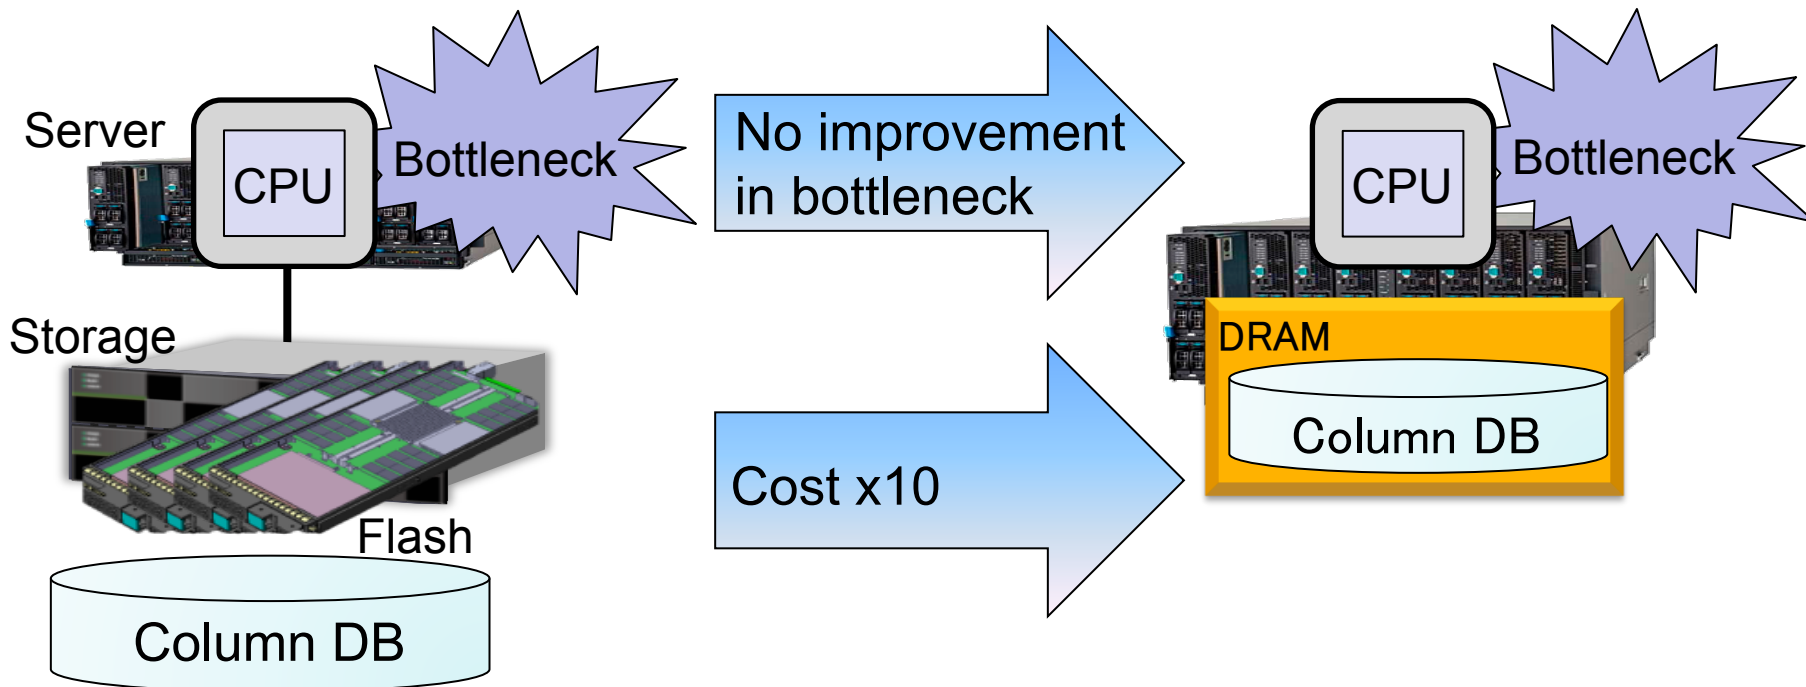 Server
CPU
Bottleneck
Storage
Flash
Column DB
No improvement
in bottleneck
Cost x10
CPU
Bottleneck
DRAM
Column DB